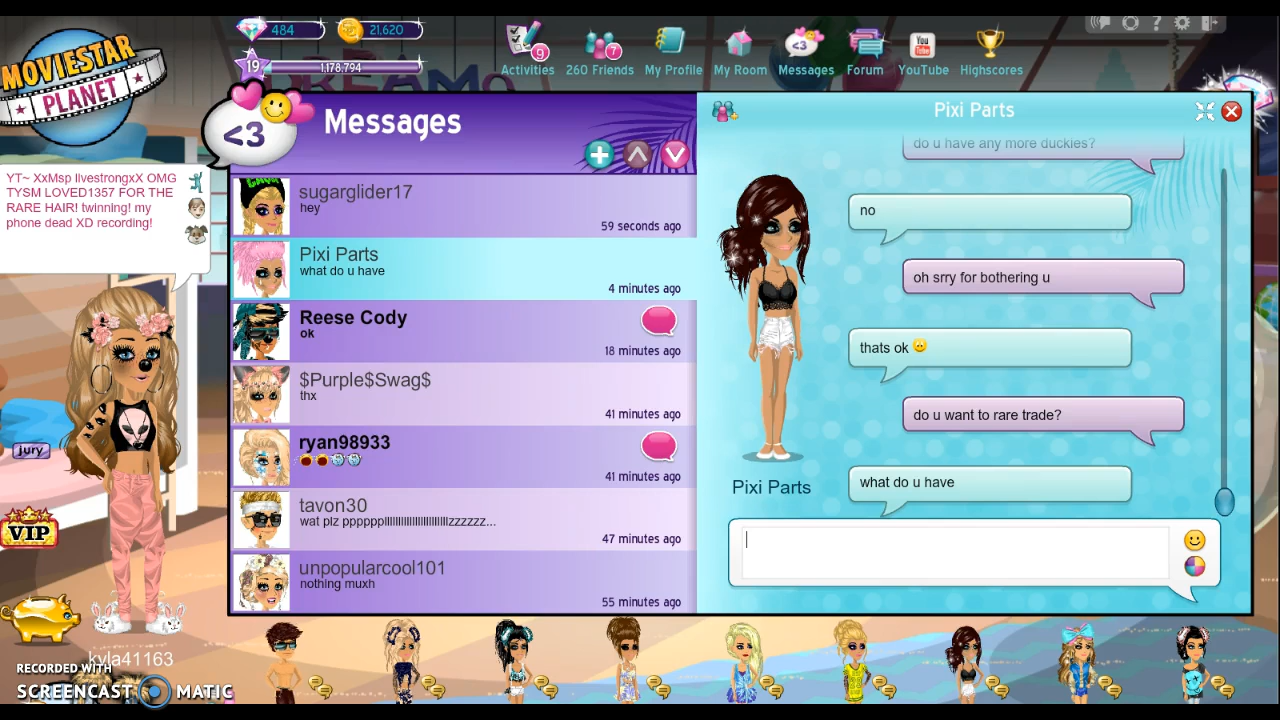 484
21,620
19
1,178,794
9
7
Activities
260 Friends
My Profile
<3
My Room
Messages
Forum
You
Tube
YouTube
Highscores
MOVIESTAR
PLANET
<3
Messages
YT~ XxMsp IlvestrongxX OMG
TYSM LOVED1357 FOR THE
RARE HAIR! twinning! my
phone dead XD recording!
sugarglider17
hey
59 seconds ago
Pixi Parts
what do u have
4 minutes ago
Reese Cody
ok
18 minutes ago
$Purple$Swag$
thx
41 minutes ago
ryan98933
41 minutes ago
tavon30
47 minutes ago
unpopularcool101
nothing muxh
55 minutes ago
Pixi Parts
do u have any more duckies?
no
oh srry for bothering u
thats ok
do u want to rare trade?
what do u have
Pixi Parts
jury
VIP
kyla41163
RECORDED WITH
SCREENCAST MATIC